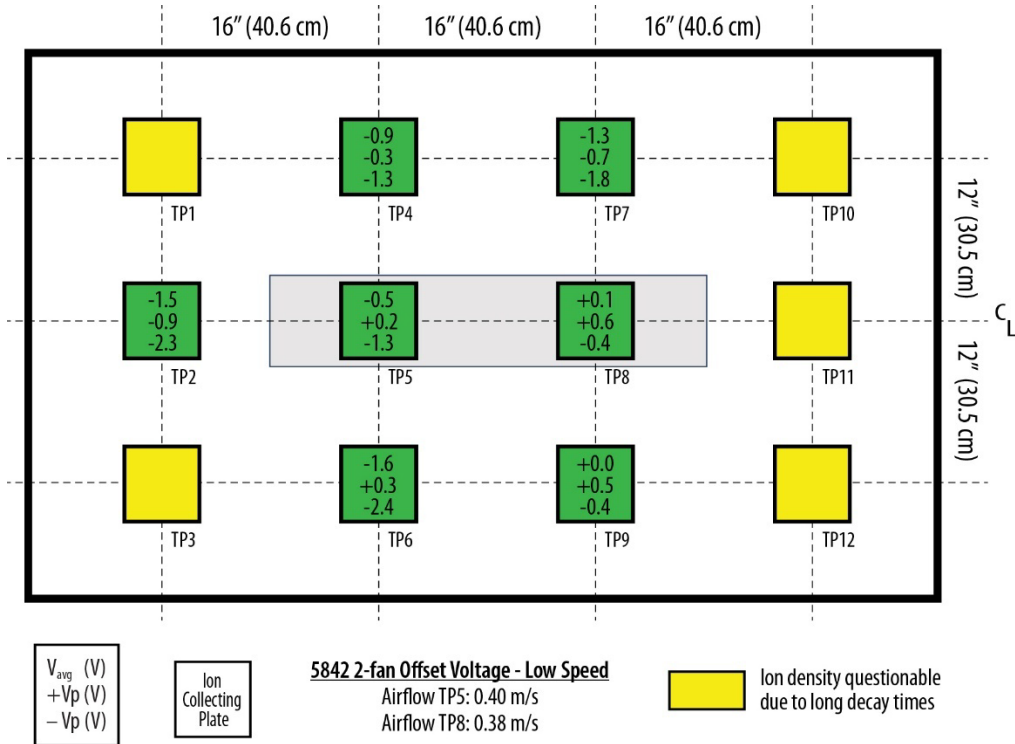 16” (40.6 cm) 16” (40.6 cm) 16” (40.6 cm)
TP1
-0.9
-0.3
-1.3
TP4
-1.3
-0.7
-1.8
TP7
TP10
12” (30.5 cm)
-1.5
-0.9
-2.3
TP2
-0.5
+0.2
-1.3
TP5
+0.1
+0.6
-0.4
TP8
TP11
CL
12” (30.5 cm)
TP3
-1.6
+0.3
-2.4
TP6
+0.0
+0.5
-0.4
TP9
TP12
Vavg (V)
+Vp (V)
– Vp (V)
Ion
Collecting
Plate
5842 2-fan Offset Voltage - Low Speed
Airflow TP5: 0.40 m/s
Airflow TP8: 0.38 m/s
Ion density questionable
due to long decay times